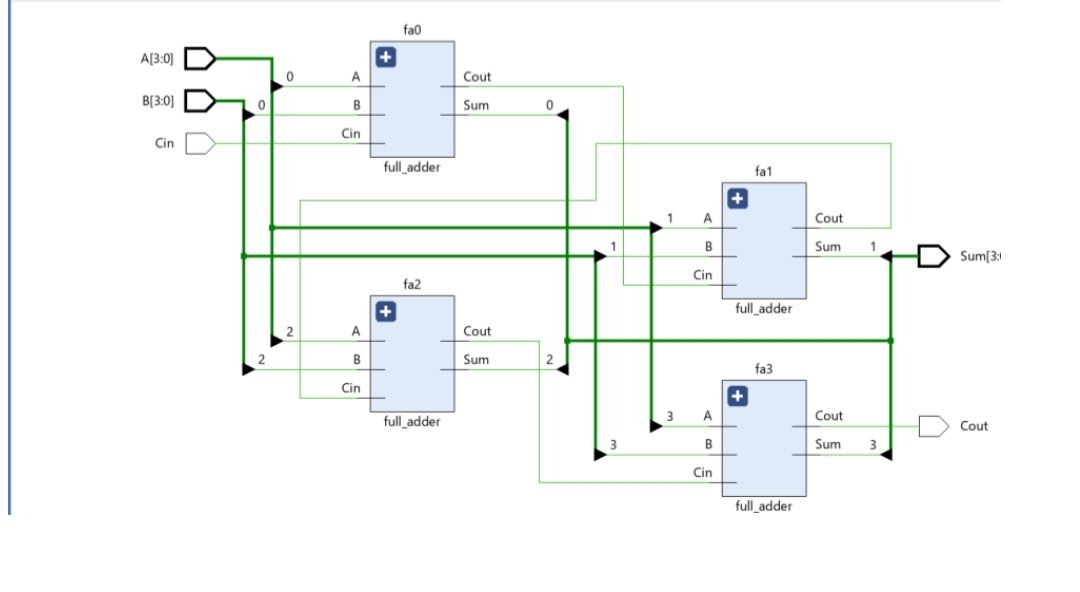 fa0
A[3:0]
0
A
Cout
B[3:0]
0
B
Sum
0
Cin
Cin
full_adder
fa1
1
A
Cout
1
B
Sum
1
Sum[3:
Cin
fa2
full_adder
2
A
Cout
2
B
Sum
2
fa3
Cin
full_adder
3
A
Cout
Cout
3
B
Sum
3
Cin
full_adder